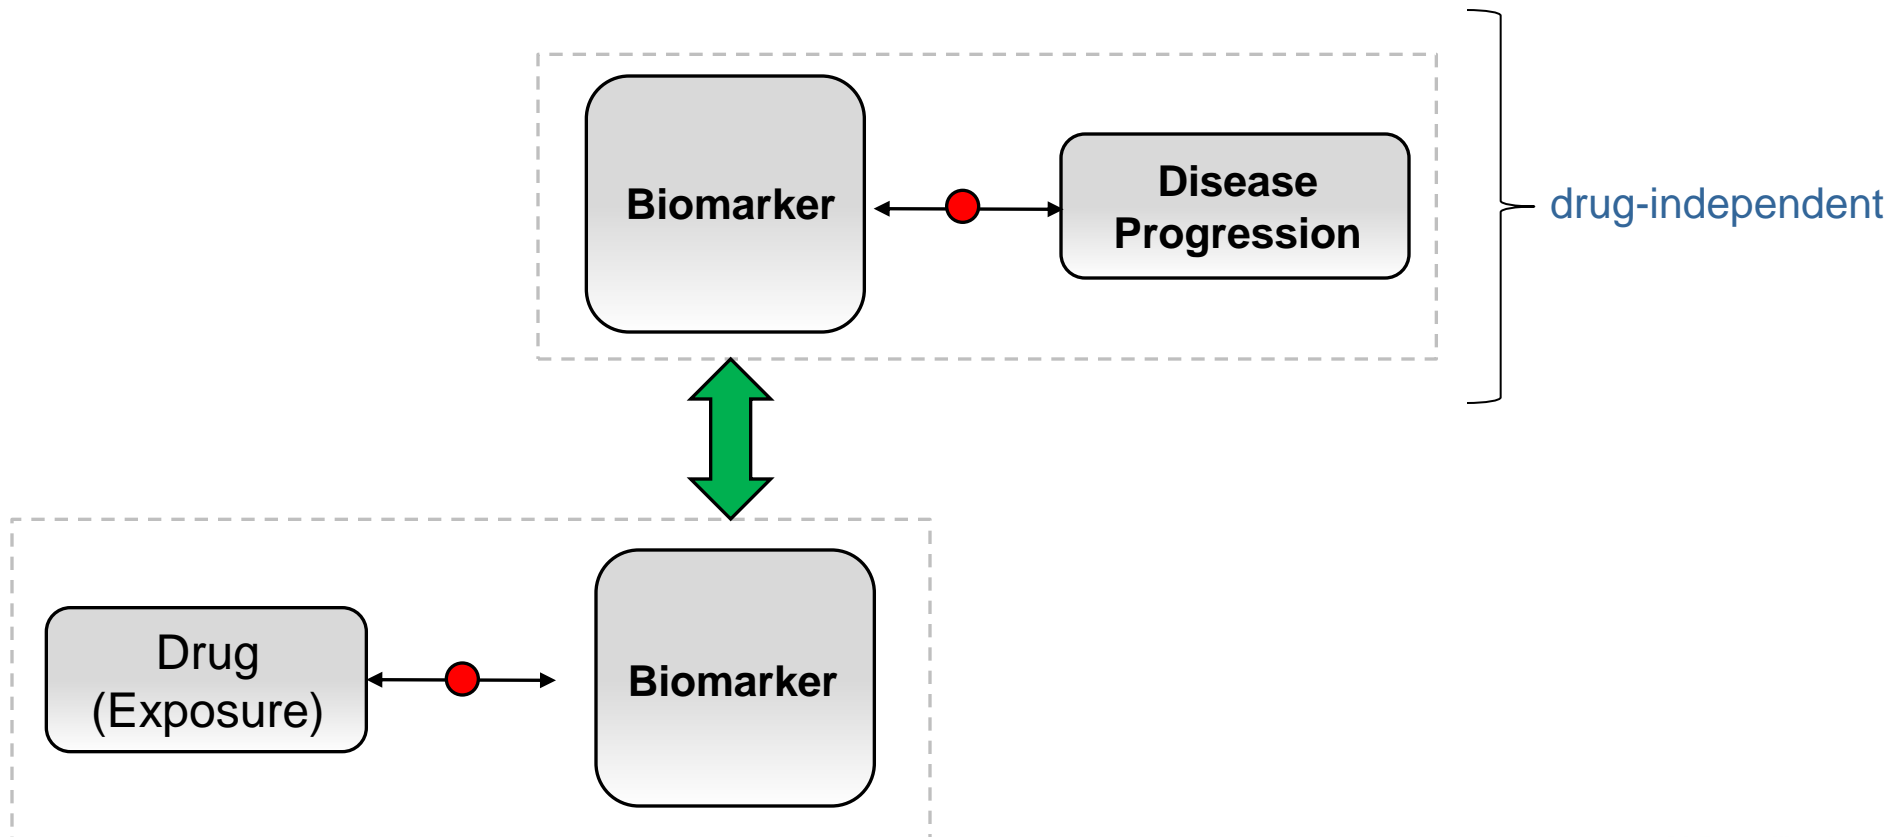 Biomarker
Disease
Progression
drug-independent
Drug
(Exposure)
Biomarker